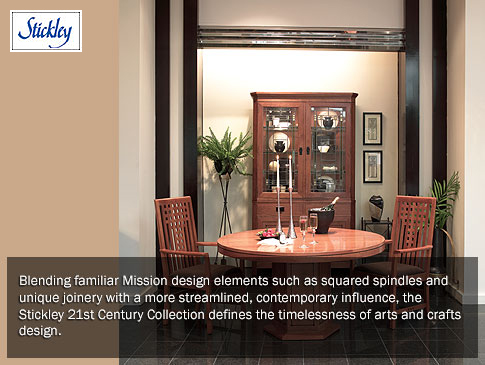 Stickley
Blending familiar Mission design elements such as squared spindles and
unique joinery with a more streamlined, contemporary influence, the
Stickley 21st Century Collection defines the timelessness of arts and crafts
design.